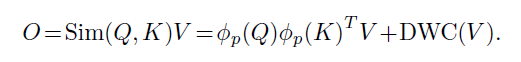 O=Sim(Q, K)V=ϕ_p(Q)ϕ_p(K)^T V+DWC(V).